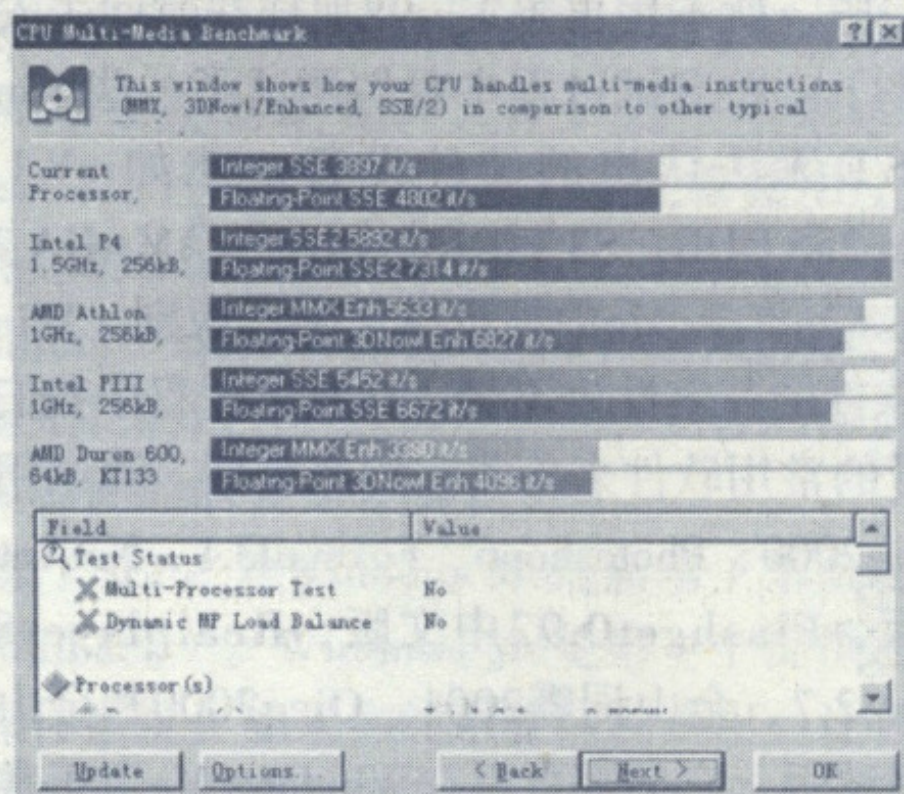 CPU Multi-Media Benchmark
This window shows how your CPU handles multi-media instructions
(MMX, 3DNow!/Enhanced, SSE/2) in comparison to other typical
Current
Processor,
Integer SSE 3897 it/s
Floating-Point SSE 4802 it/s
Intel P4
1.5GHz, 256kB,
Integer SSE2 5892 it/s
Floating-Point SSE2 7314 it/s
AMD Athlon
1GHz, 256kB,
Integer MMX Enh 5633 it/s
Floating-Point 3DNow! Enh 6827 it/s
Intel PIII
1GHz, 256kB,
Integer SSE 5452 it/s
Floating-Point SSE 6672 it/s
AMD Duron 600,
64kB, KT133
Integer MMX Enh 3380 it/s
Floating-Point 3DNow! Enh 4096 it/s
Field Value
Test Status
Multi-Processor Test No
Dynamic MP Load Balance No
Processor(s)
Update Options... < Back Next > OK